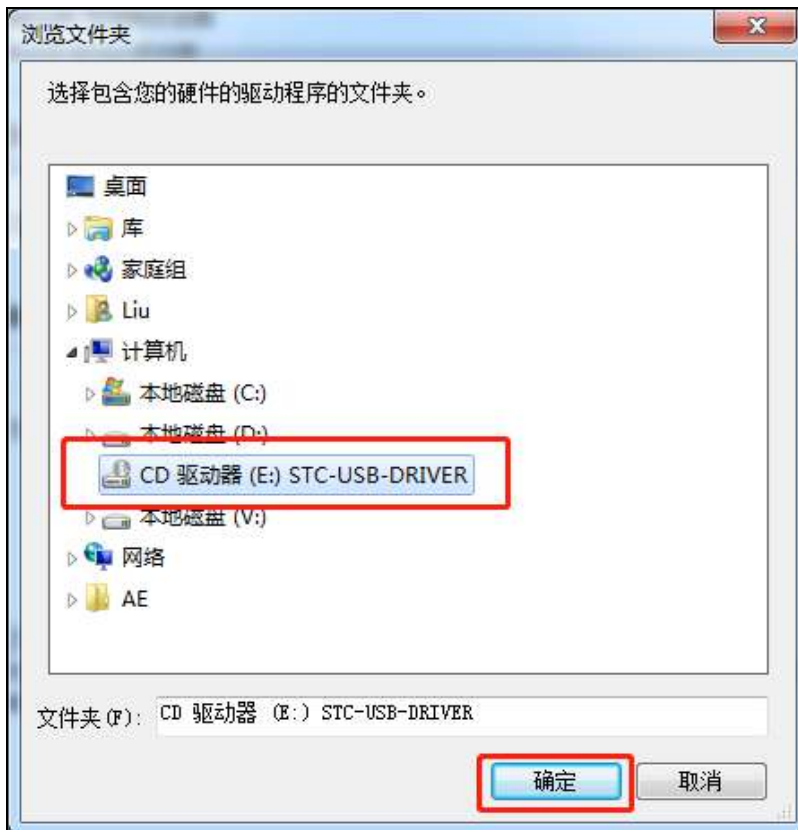 浏览文件夹
选择包含您的硬件的驱动程序的文件夹。
桌面
库
家庭组
Liu
计算机
本地磁盘 (C:)
本地磁盘 (D:)
CD 驱动器 (E:) STC-USB-DRIVER
本地磁盘 (V:)
网络
AE
文件夹(F): CD 驱动器 (E:) STC-USB-DRIVER
确定 取消